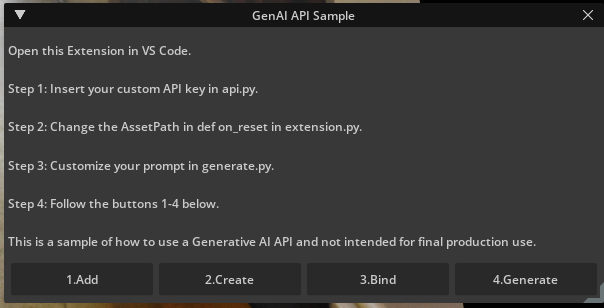 GenAI API Sample
Open this Extension in VS Code.
Step 1: Insert your custom API key in api.py.
Step 2: Change the AssetPath in def on_reset in extension.py.
Step 3: Customize your prompt in generate.py.
Step 4: Follow the buttons 1-4 below.
This is a sample of how to use a Generative AI API and not intended for final production use.
1.Add 2.Create 3.Bind 4.Generate